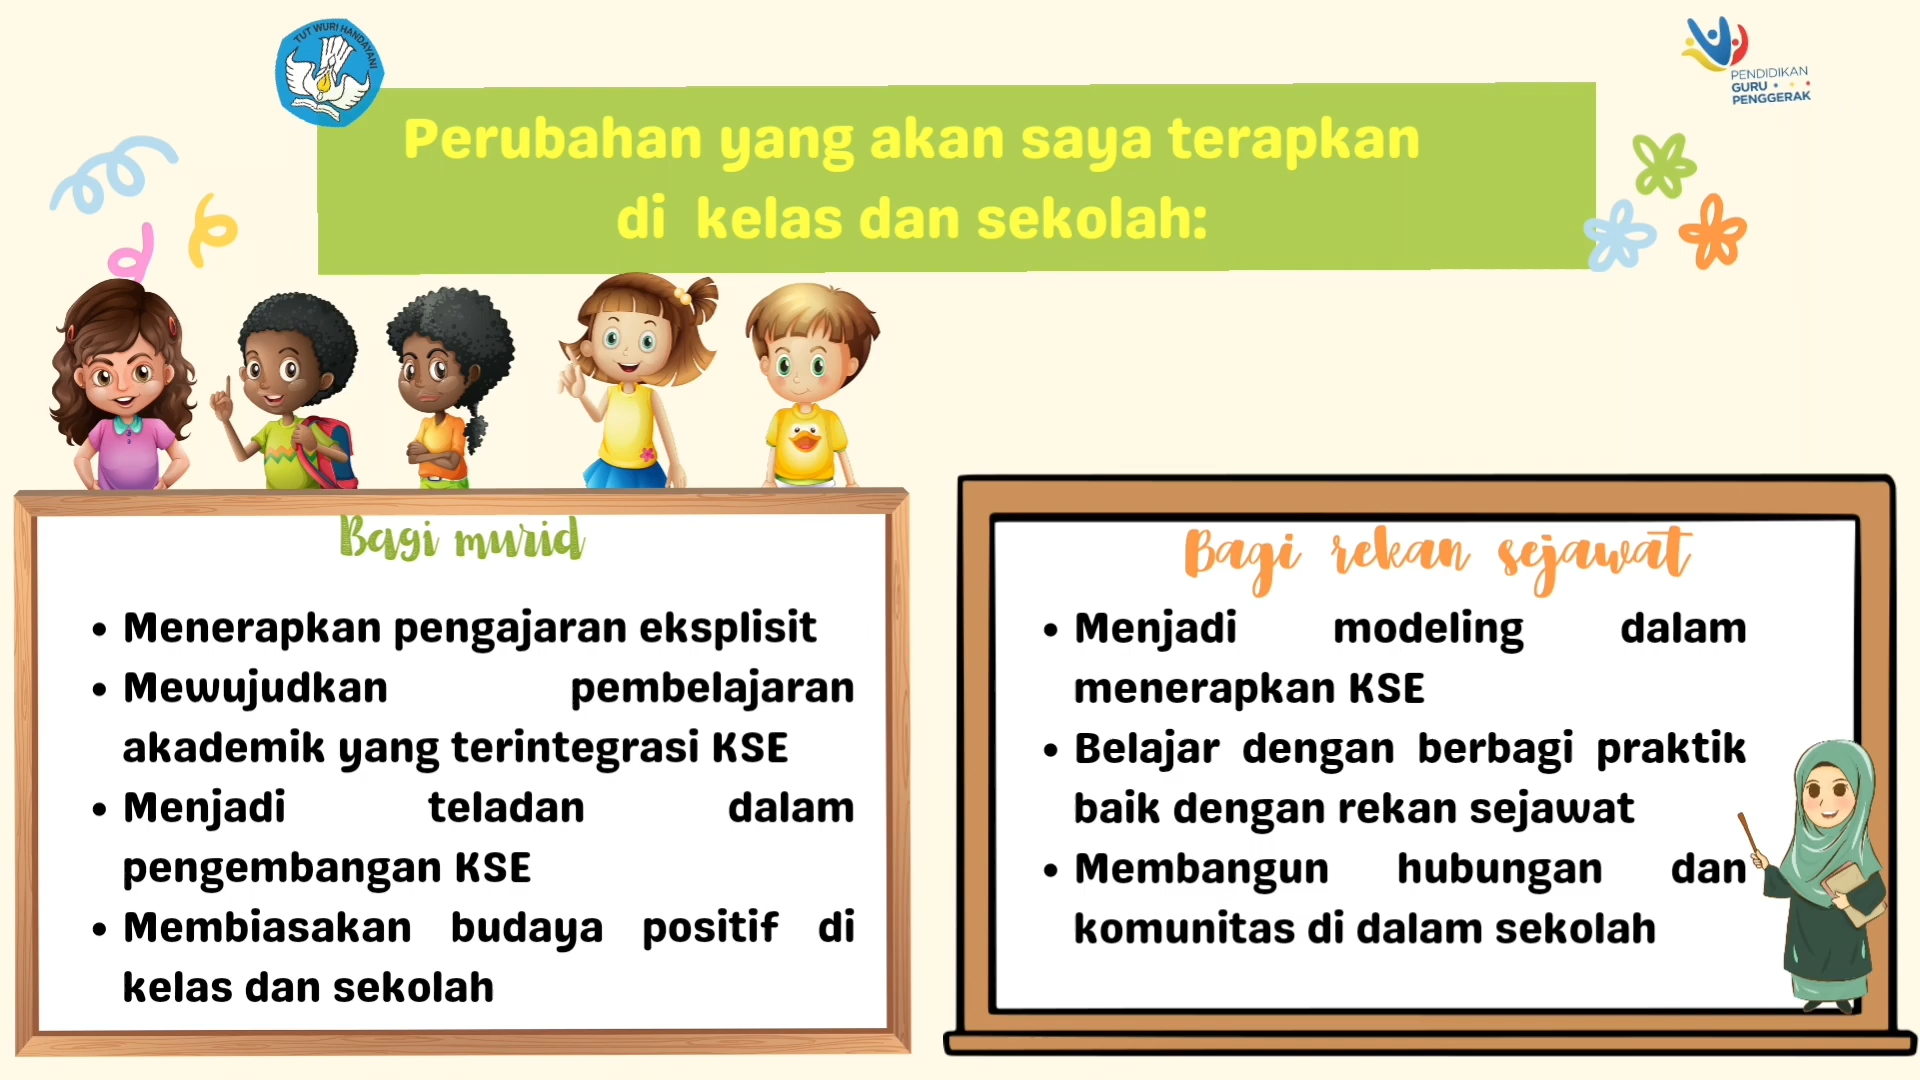 TUT WURI HANDAYANI
PENDIDIKAN
GURU
PENGGERAK
Perubahan yang akan saya terapkan
di kelas dan sekolah:
Bagi murid
• Menerapkan pengajaran eksplisit
• Mewujudkan pembelajaran
akademik yang terintegrasi KSE
• Menjadi teladan dalam
pengembangan KSE
• Membiasakan budaya positif di
kelas dan sekolah
Bagi rekan sejawat
• Menjadi modeling dalam
menerapkan KSE
• Belajar dengan berbagi praktik
baik dengan rekan sejawat
• Membangun hubungan dan
komunitas di dalam sekolah